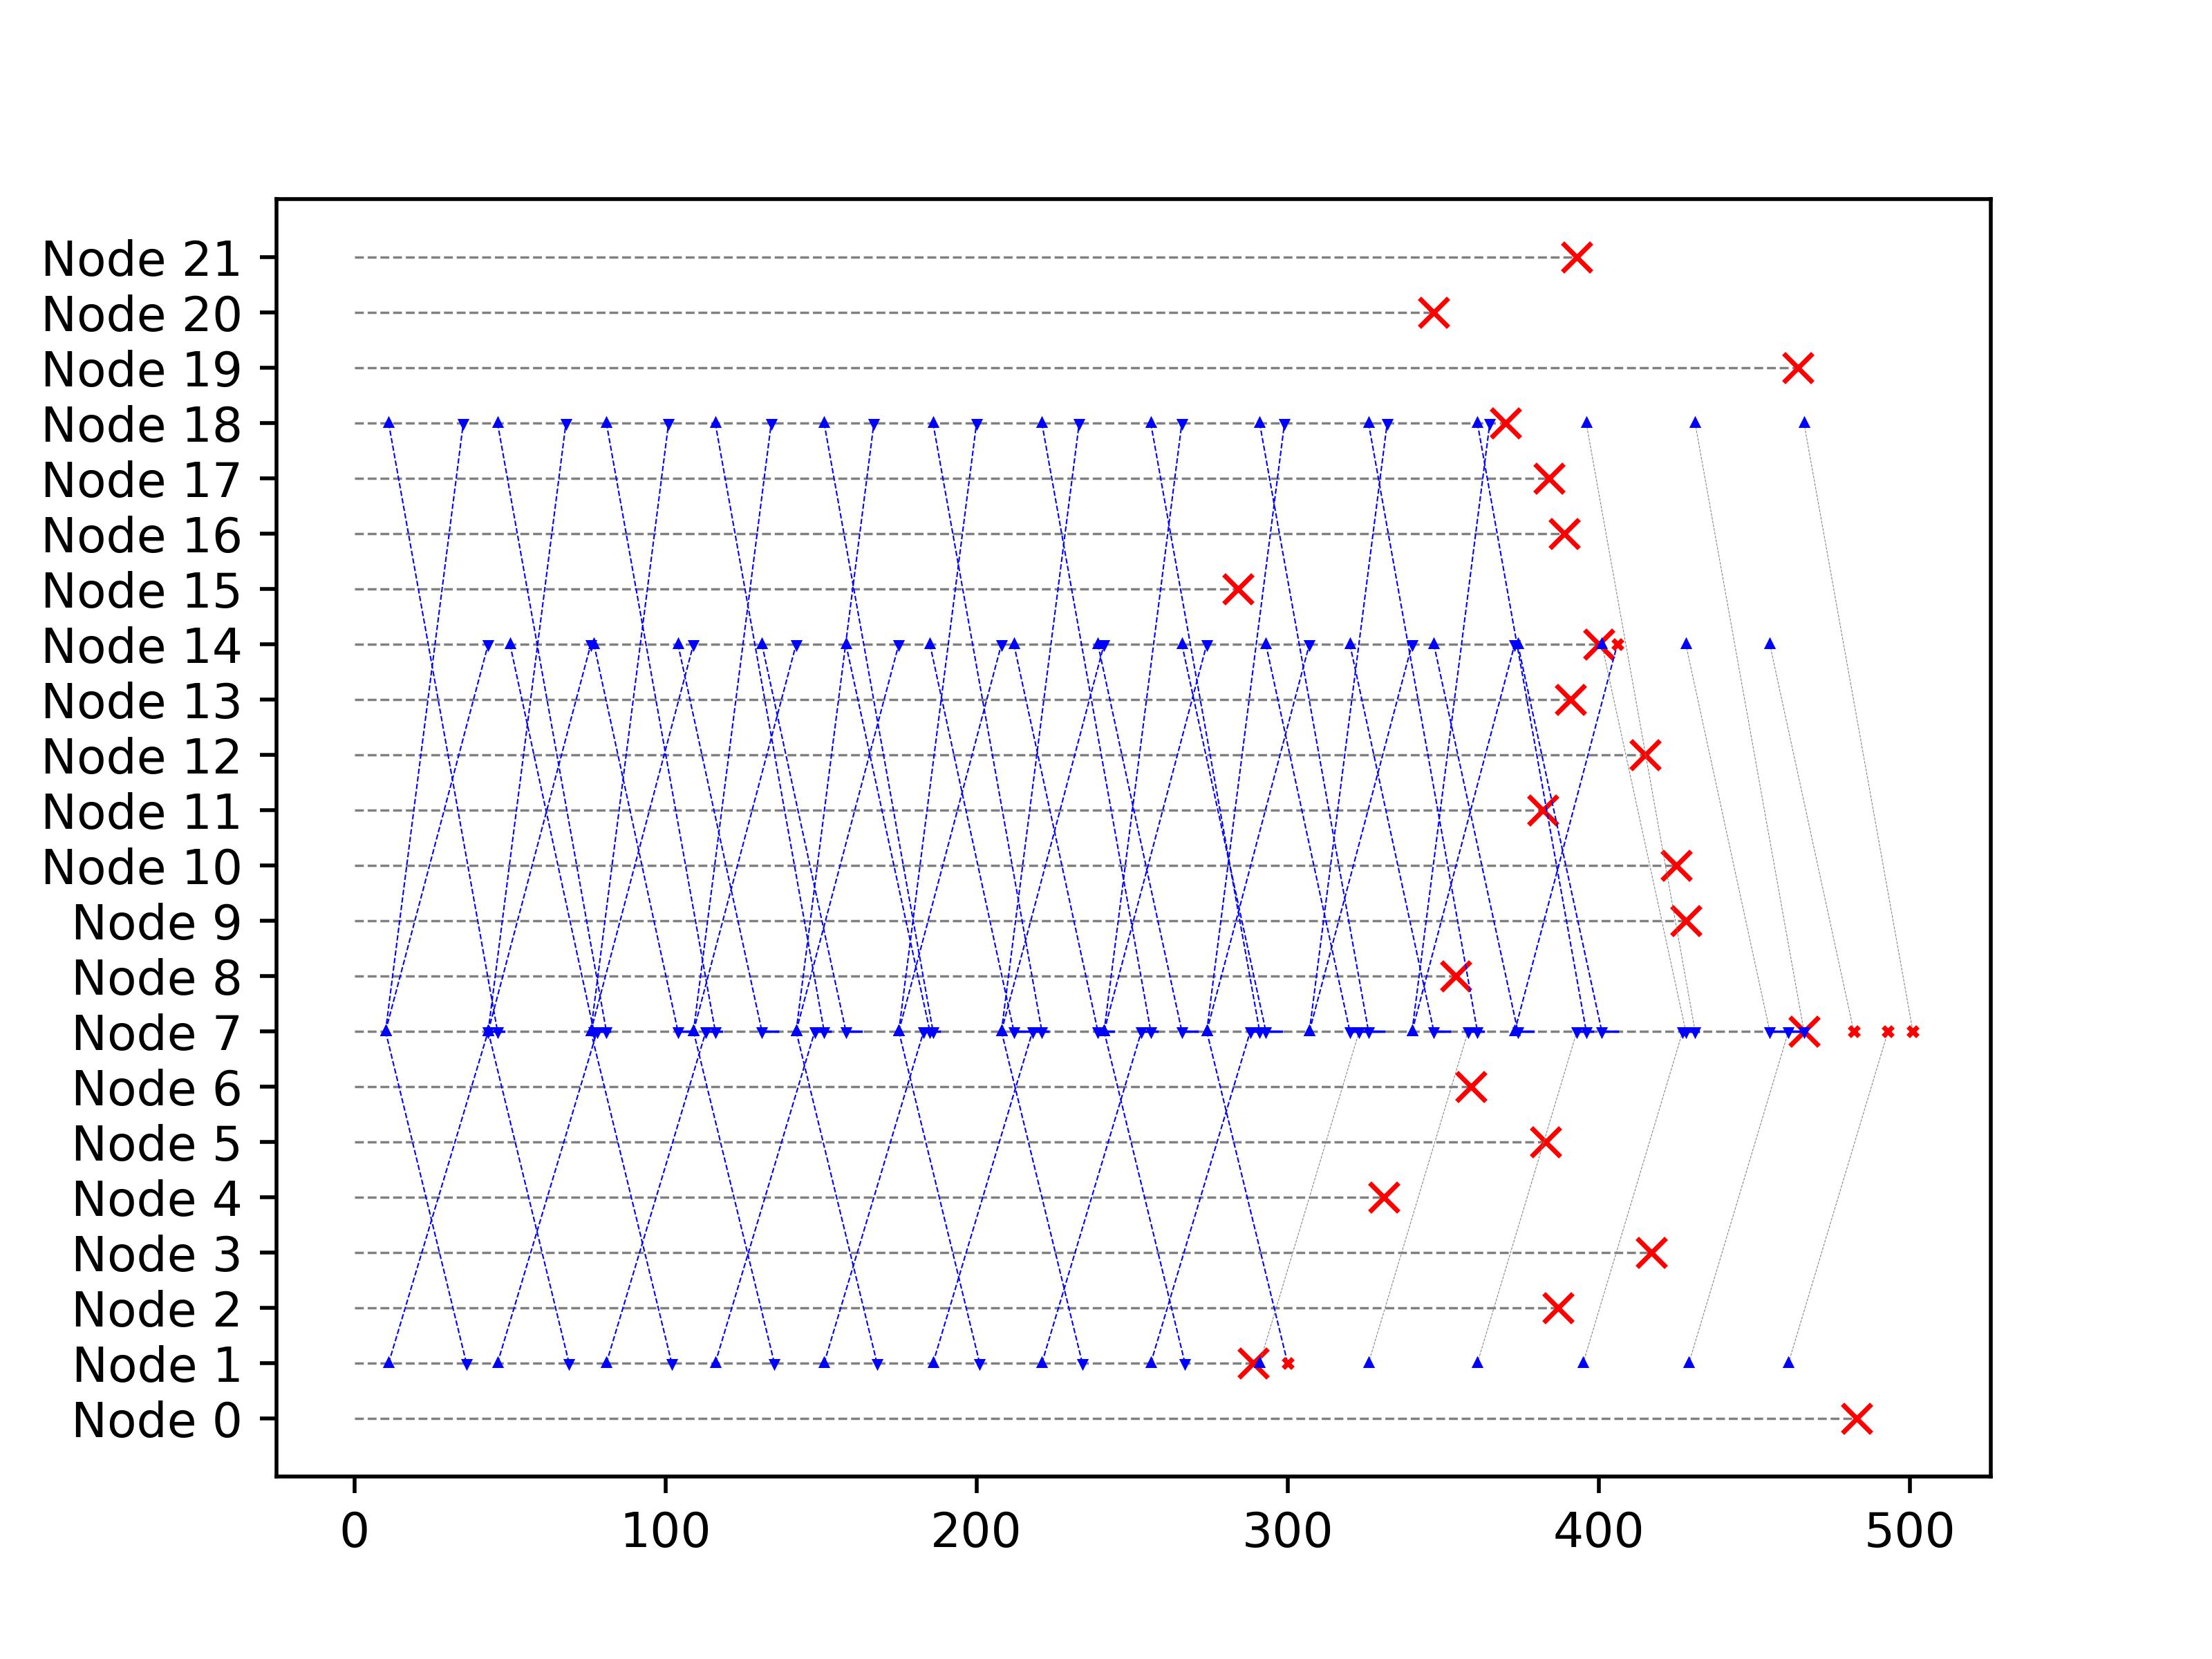 Node 21
Node 20
Node 19
Node 18
Node 17
Node 16
Node 15
Node 14
Node 13
Node 12
Node 11
Node 10
Node 9
Node 8
Node 7
Node 6
Node 5
Node 4
Node 3
Node 2
Node 1
Node 0
0 100 200 300 400 500